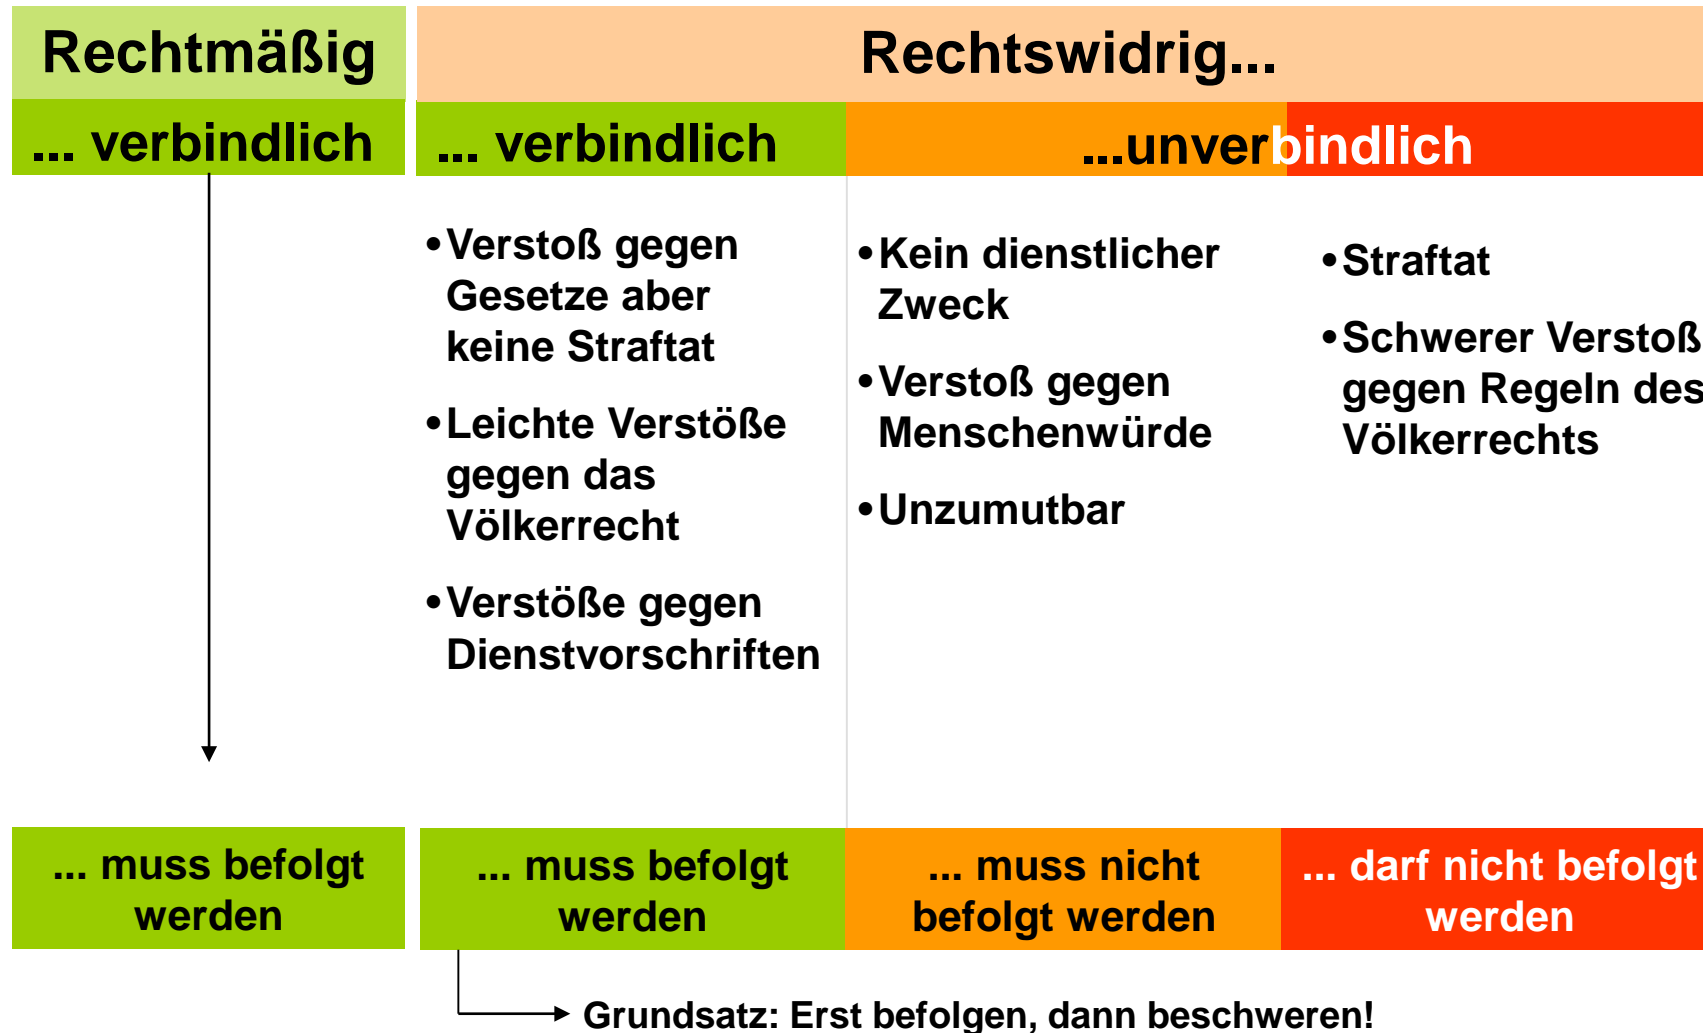 Rechtmäßig
Rechtswidrig...
... verbindlich
... verbindlich
...unverbindlich
•Verstoß gegen
Gesetze aber
keine Straftat
•Leichte Verstöße
gegen das
Völkerrecht
•Verstöße gegen
Dienstvorschriften
•Kein dienstlicher
Zweck
•Verstoß gegen
Menschenwürde
•Unzumutbar
•Straftat
•Schwerer Verstoß
gegen Regeln des
Völkerrechts
... muss befolgt
werden
... muss befolgt
werden
... muss nicht
befolgt werden
... darf nicht befolgt
werden
Grundsatz: Erst befolgen, dann beschweren!